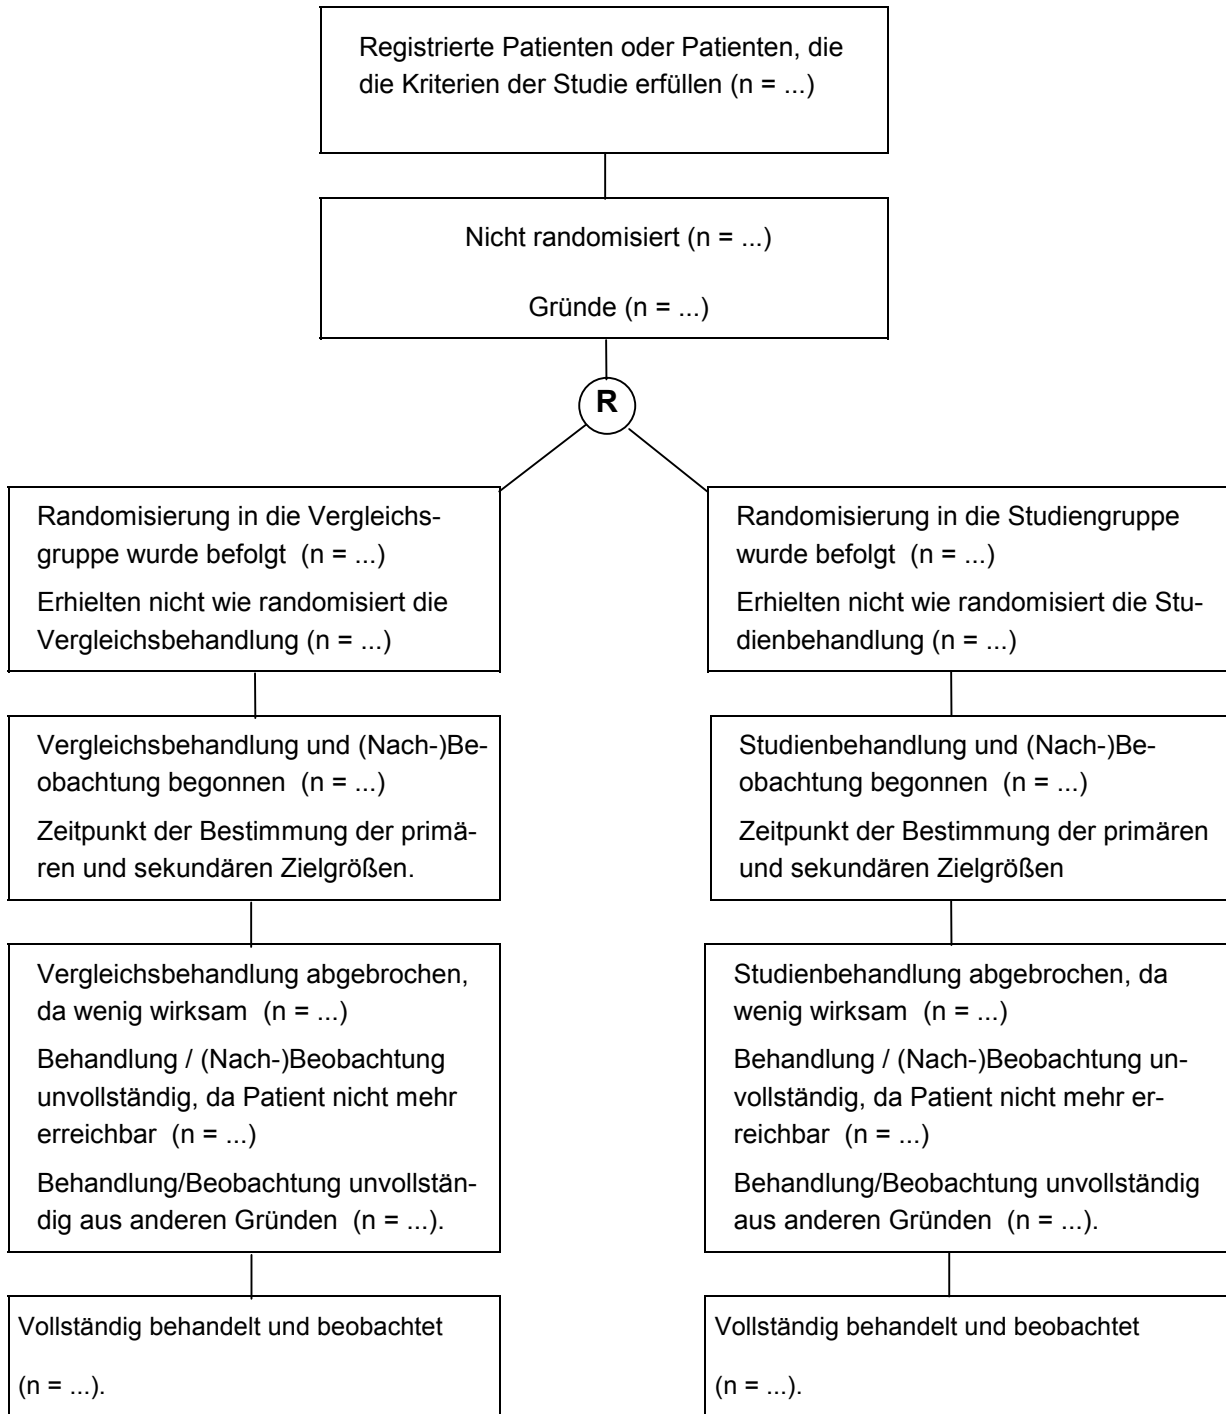 Registrierte Patienten oder Patienten, die
die Kriterien der Studie erfüllen (n = ...)
Nicht randomisiert (n = ...)
Gründe (n = ...)
R
Randomisierung in die Vergleichs-
gruppe wurde befolgt (n = ...)
Erhielten nicht wie randomisiert die
Vergleichsbehandlung (n = ...)
Randomisierung in die Studiengruppe
wurde befolgt (n = ...)
Erhielten nicht wie randomisiert die Stu-
dienbehandlung (n = ...)
Vergleichsbehandlung und (Nach-)Be-
obachtung begonnen (n = ...)
Zeitpunkt der Bestimmung der primä-
ren und sekundären Zielgrößen.
Studienbehandlung und (Nach-)Be-
obachtung begonnen (n = ...)
Zeitpunkt der Bestimmung der primären
und sekundären Zielgrößen
Vergleichsbehandlung abgebrochen,
da wenig wirksam (n = ...)
Behandlung / (Nach-)Beobachtung
unvollständig, da Patient nicht mehr
erreichbar (n = ...)
Behandlung/Beobachtung unvollstän-
dig aus anderen Gründen (n = ...).
Studienbehandlung abgebrochen, da
wenig wirksam (n = ...)
Behandlung / (Nach-)Beobachtung un-
vollständig, da Patient nicht mehr er-
reichbar (n = ...)
Behandlung/Beobachtung unvollständig
aus anderen Gründen (n = ...).
Vollständig behandelt und beobachtet
(n = ...).
Vollständig behandelt und beobachtet
(n = ...).